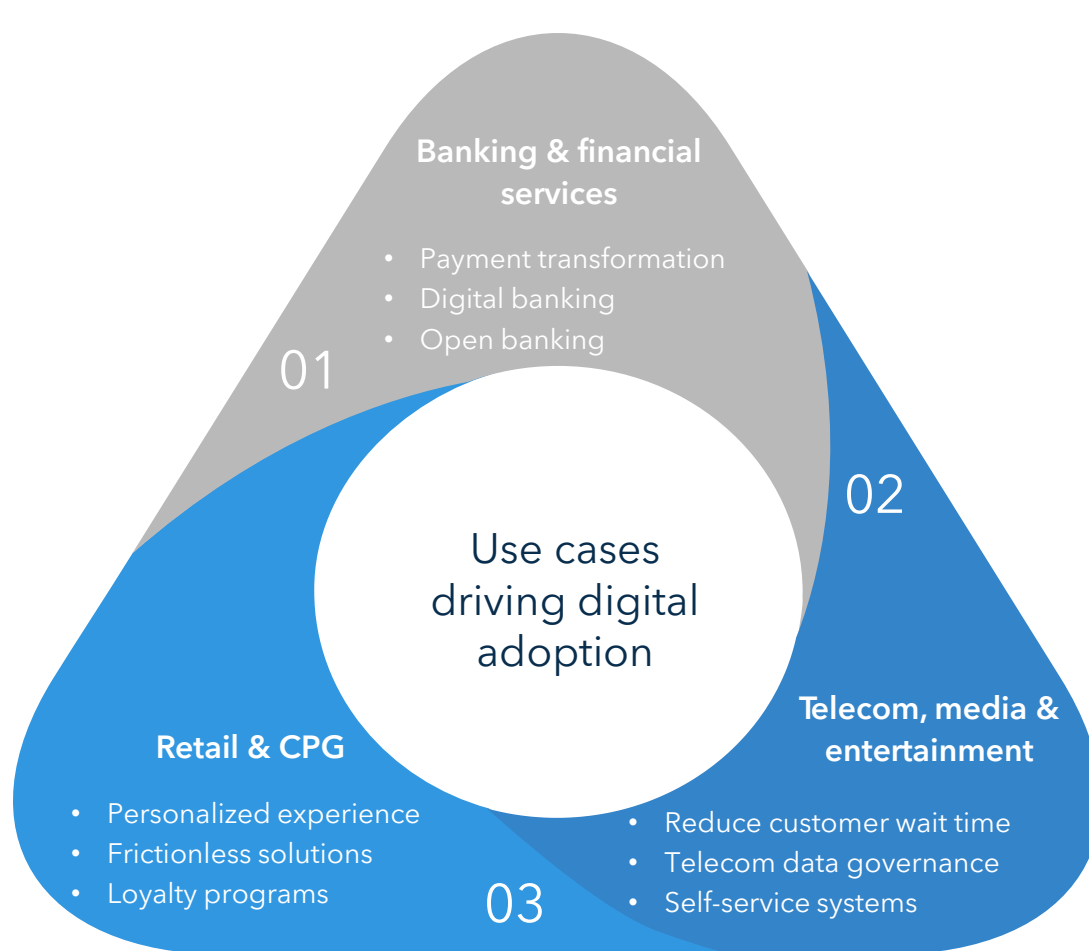 Banking & financial
services
• Payment transformation
• Digital banking
• Open banking
01
02
Use cases
driving digital
adoption
Telecom, media &
entertainment
• Reduce customer wait time
• Telecom data governance
• Self-service systems
Retail & CPG
• Personalized experience
• Frictionless solutions
• Loyalty programs
03